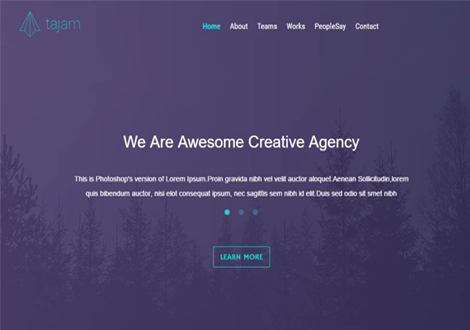 tajam
Home About Teams Works PeopleSay Contact
We Are Awesome Creative Agency
This is Photoshop's version of Lorem Ipsum.Proin gravida nibh vel velit auctor aloquet.Aenean Sollicitudin,lorem
quis bibendum auctor, nisi elot consequat ipsum, nec sagittis sem nibh id elit.Duis sed odio sit smet nibh
LEARN MORE